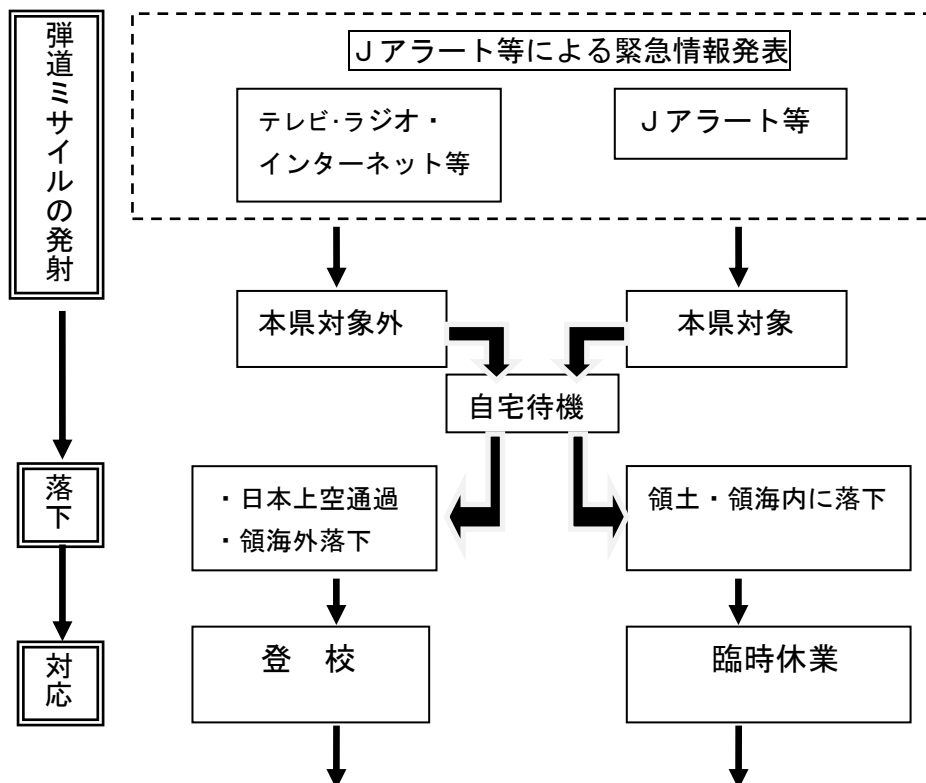 弾道ミサイルの発射
Ｊアラート等による緊急情報発表
テレビ・ラジオ・
インターネット等
Ｊアラート等
本県対象外
本県対象
自宅待機
落下
・日本上空通過
・領海外落下
領土・領海内に落下
対応
登　校
臨時休業